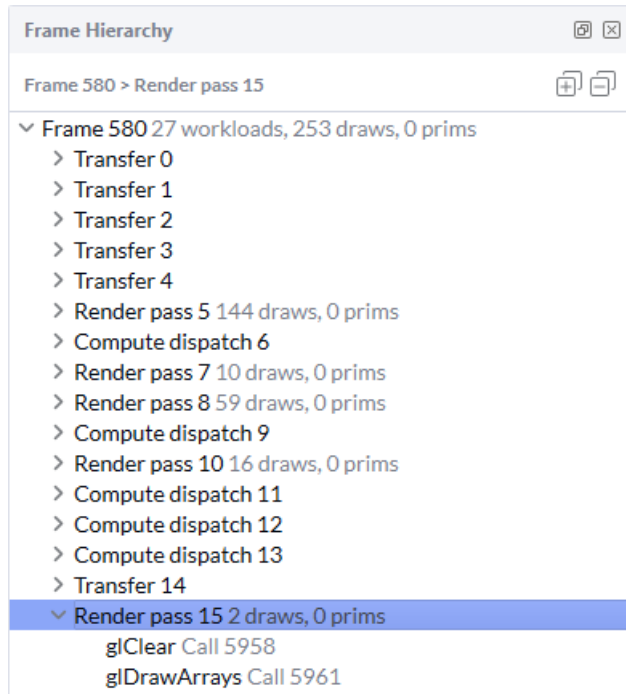 Frame Hierarchy
Frame 580 > Render pass 15
Frame 580 27 workloads, 253 draws, 0 prims
Transfer 0
Transfer 1
Transfer 2
Transfer 3
Transfer 4
Render pass 5 144 draws, 0 prims
Compute dispatch 6
Render pass 7 10 draws, 0 prims
Render pass 8 59 draws, 0 prims
Compute dispatch 9
Render pass 10 16 draws, 0 prims
Compute dispatch 11
Compute dispatch 12
Compute dispatch 13
Transfer 14
Render pass 15 2 draws, 0 prims
glClear Call 5958
glDrawArrays Call 5961